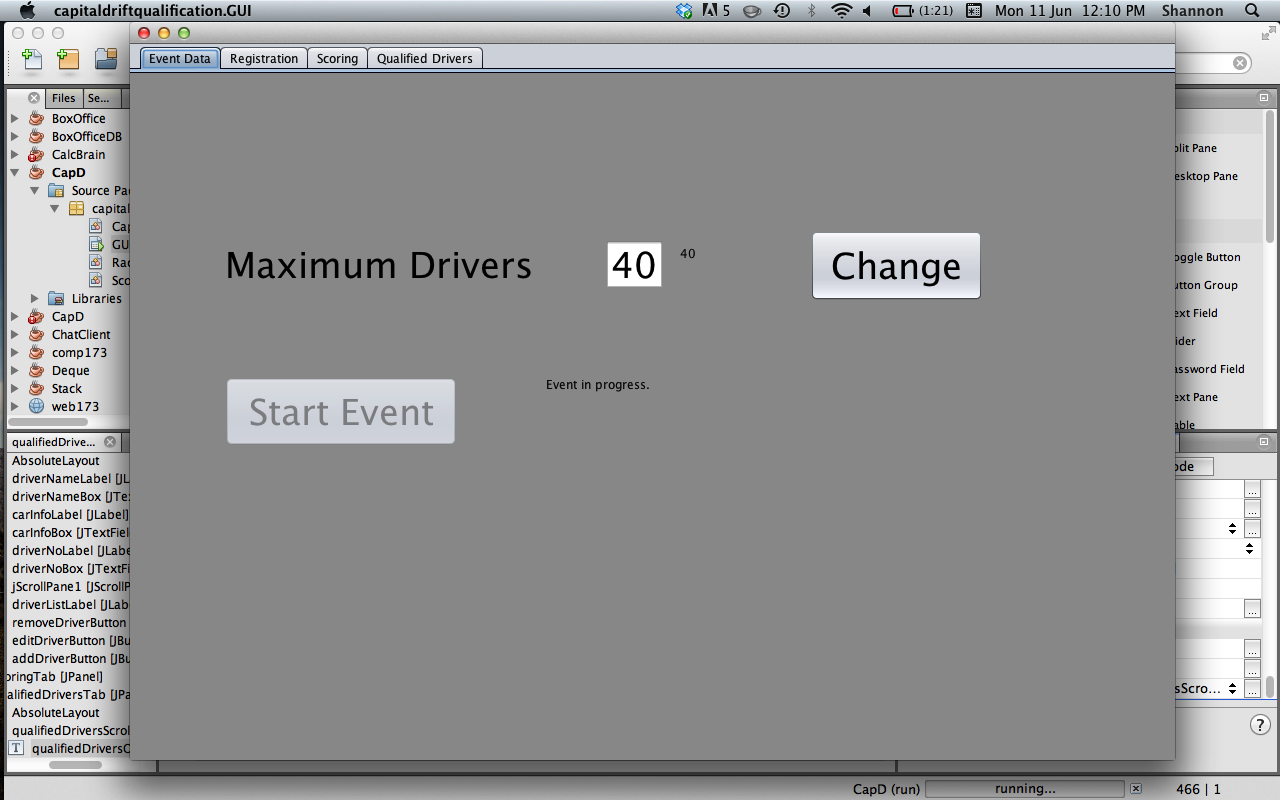 capitaldriftqualification.GUI
5
(1:21)
Mon 11 Jun 12:10 PM
Shannon
Event Data
Registration
Scoring
Qualified Drivers
Files
Se...
BoxOffice
BoxOfficeDB
CalcBrain
CapD
Source Pa
capital
Ca
GU
Ra
Sco
Libraries
CapD
ChatClient
comp173
Deque
Stack
web173
Maximum Drivers
40
40
Change
Start Event
Event in progress.
plit Pane
esktop Pane
oggle Button
utton Group
ext Field
ider
assword Field
ext Pane
able
qualifiedDrive...
AbsoluteLayout
driverNameLabel [JL
driverNameBox [JTe
carInfoLabel [JLabel]
carInfoBox [JTextFiel
driverNoLabel [JLabe
driverNoBox [JTextFi
jScrollPane1 [JScrollP
driverListLabel [JLab
removeDriverButton
editDriverButton [JBu
addDriverButton [JBu
oringTab [JPanel]
alifiedDriversTab [JPa
AbsoluteLayout
qualifiedDriversScrol
T qualifiedDriversO
ode
...
...
...
...
...
...
sScro...
...
?
CapD (run)
running...
466 | 1